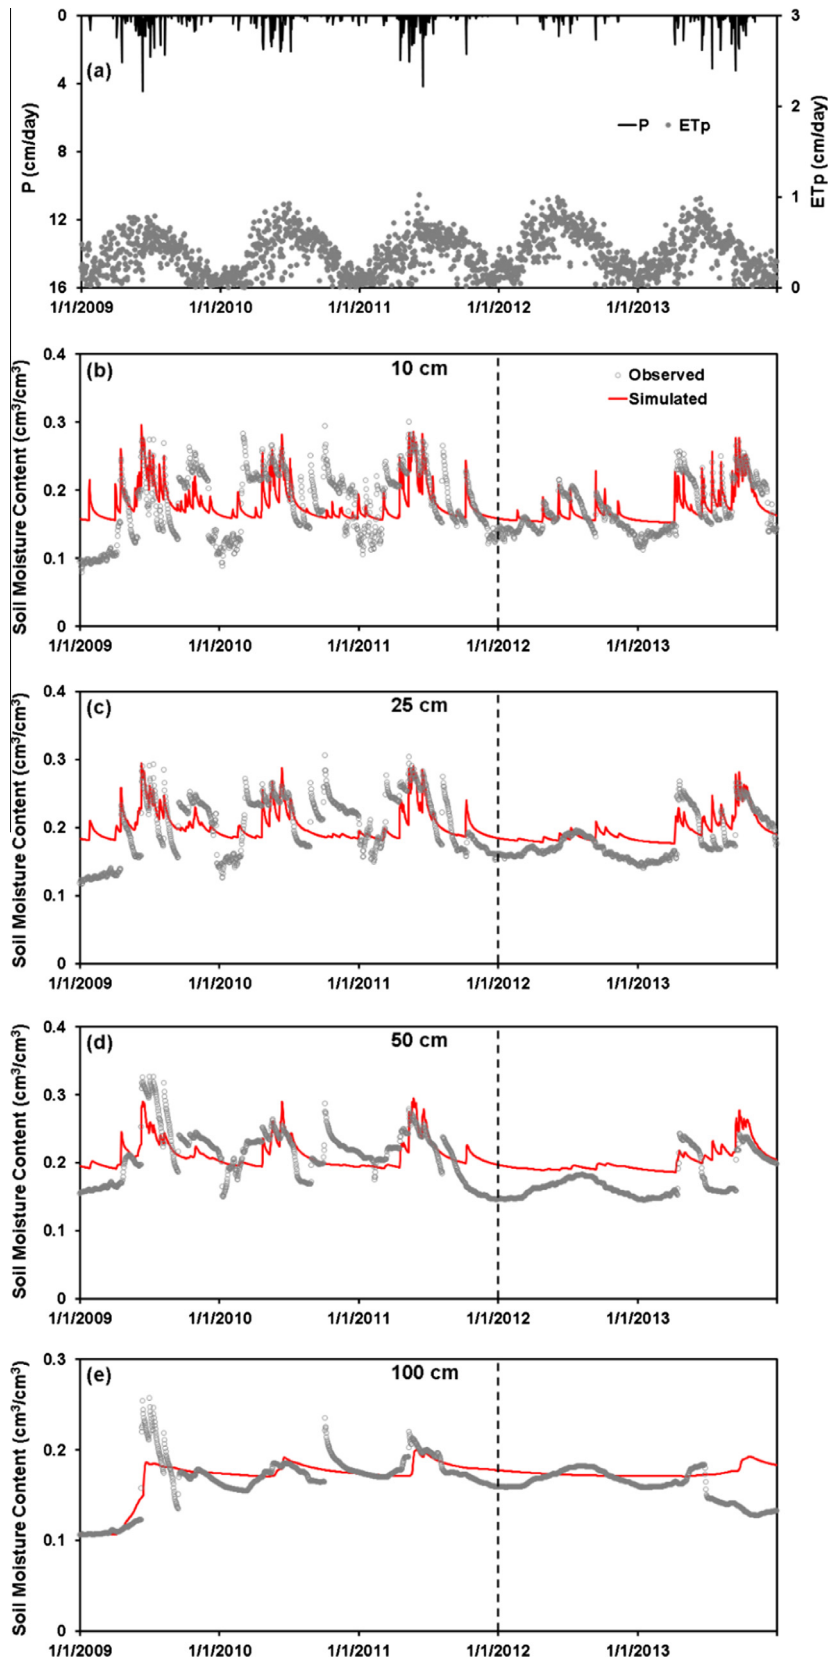 0
3
(a)
4
2
P (cm/day)
ETp (cm/day)
P
ETp
8
1
12
16
0
1/1/2009
1/1/2010
1/1/2011
1/1/2012
1/1/2013
0.4
(b)
10 cm
Observed
Simulated
0.3
Soil Moisture Content (cm³/cm³)
0.2
0.1
0
1/1/2009
1/1/2010
1/1/2011
1/1/2012
1/1/2013
0.4
(c)
25 cm
0.3
Soil Moisture Content (cm³/cm³)
0.2
0.1
0
1/1/2009
1/1/2010
1/1/2011
1/1/2012
1/1/2013
0.4
(d)
50 cm
0.3
Soil Moisture Content (cm³/cm³)
0.2
0.1
0
1/1/2009
1/1/2010
1/1/2011
1/1/2012
1/1/2013
0.3
(e)
100 cm
Soil Moisture Content (cm³/cm³)
0.2
0.1
0
1/1/2009
1/1/2010
1/1/2011
1/1/2012
1/1/2013